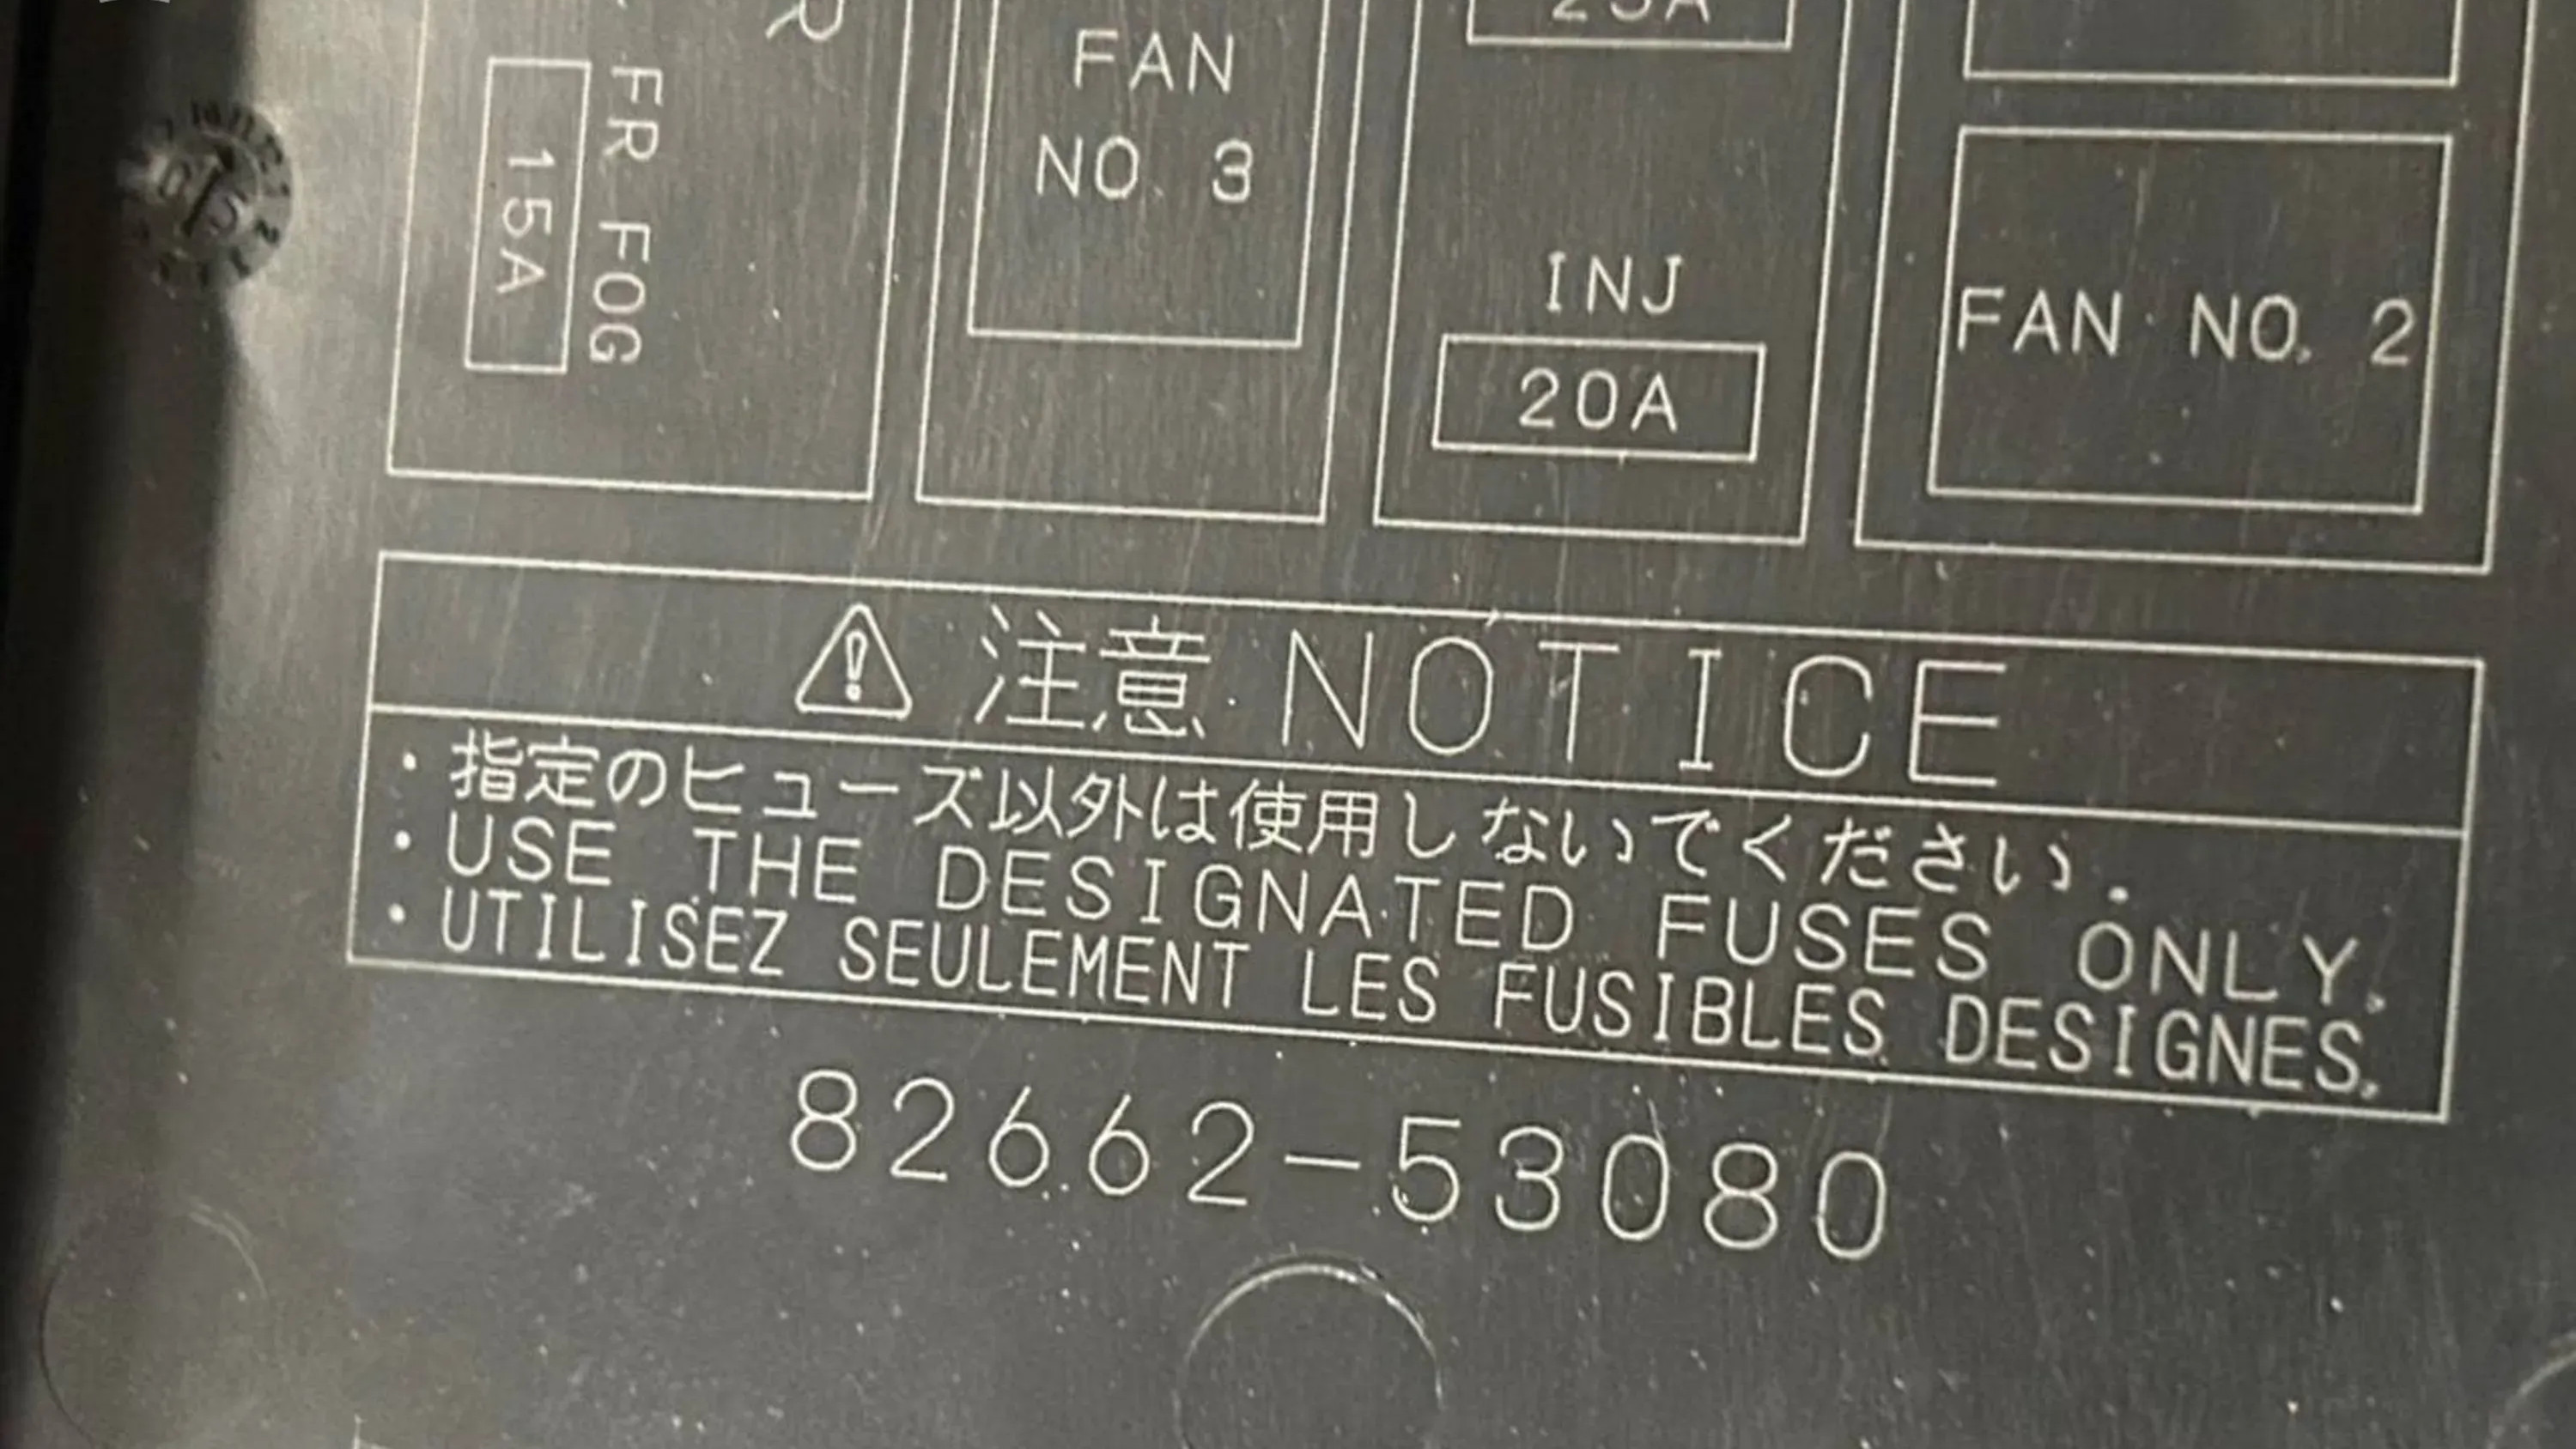 FR FOG
15A
FAN
NO. 3
INJ
20A
FAN NO. 2
注意 NOTICE
・指定のヒューズ以外は使用しないでください.
・USE THE DESIGNATED FUSES ONLY.
・UTILISEZ SEULEMENT LES FUSIBLES DESIGNES.
82662-53080